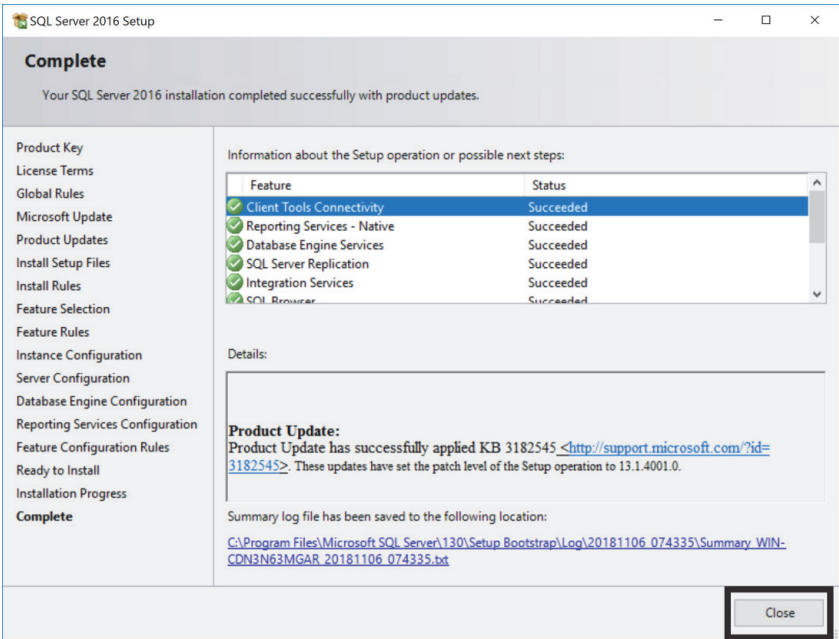 SQL Server 2016 Setup
Complete
Your SQL Server 2016 installation completed successfully with product updates.
Product Key
License Terms
Global Rules
Microsoft Update
Product Updates
Install Setup Files
Install Rules
Feature Selection
Feature Rules
Instance Configuration
Server Configuration
Database Engine Configuration
Reporting Services Configuration
Feature Configuration Rules
Ready to Install
Installation Progress
Complete
Information about the Setup operation or possible next steps:
Feature Status
Client Tools Connectivity Succeeded
Reporting Services - Native Succeeded
Database Engine Services Succeeded
SQL Server Replication Succeeded
Integration Services Succeeded
SQL Browser Succeeded
Details:
Product Update:
Product Update has successfully applied KB 3182545 <http://support.microsoft.com/?id=
3182545>. These updates have set the patch level of the Setup operation to 13.1.4001.0.
Summary log file has been saved to the following location:
C:\Program Files\Microsoft SQL Server\130\Setup Bootstrap\Log\20181106_074335\Summary_WIN-
CDN3N63MGAR_20181106_074335.txt
Close